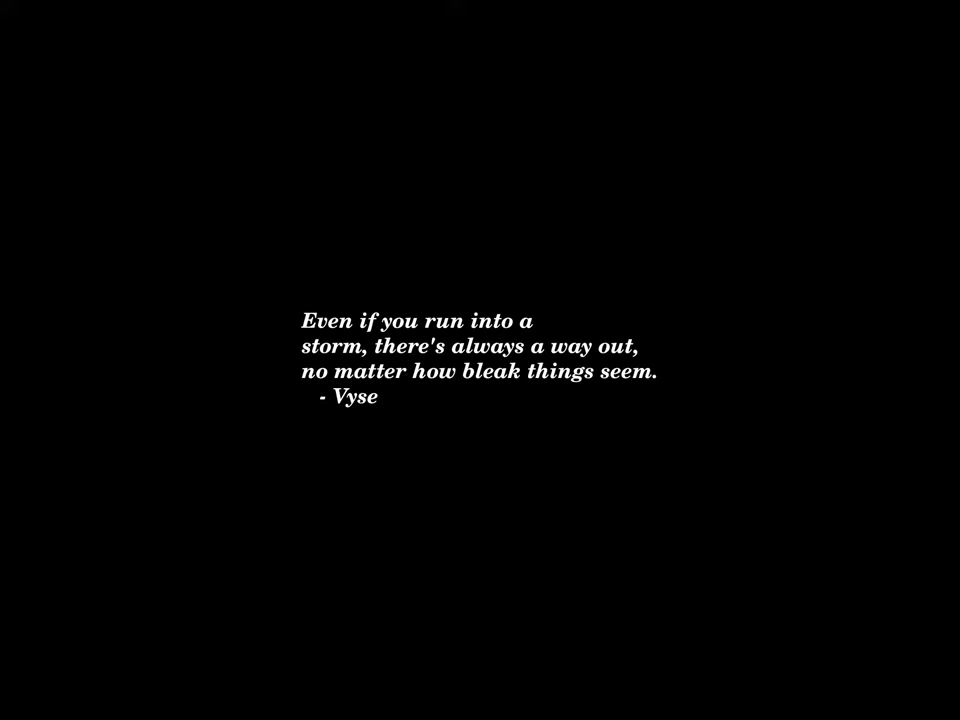 Even if you run into a
storm, there's always a way out,
no matter how bleak things seem.
- Vyse